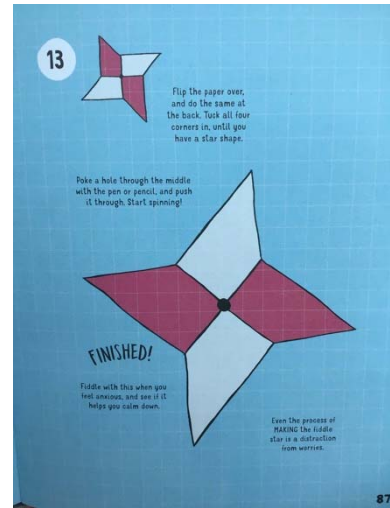 13
Flip the paper over,
and do the same at
the back. Tuck all four
corners in, until you
have a star shape.
Poke a hole through the middle
with the pen or pencil, and push
it through. Start spinning!
FINISHED!
Fiddle with this when you
feel anxious, and see if it
helps you calm down.
Even the process of
MAKING the fiddle
star is a distraction
from worries.
87